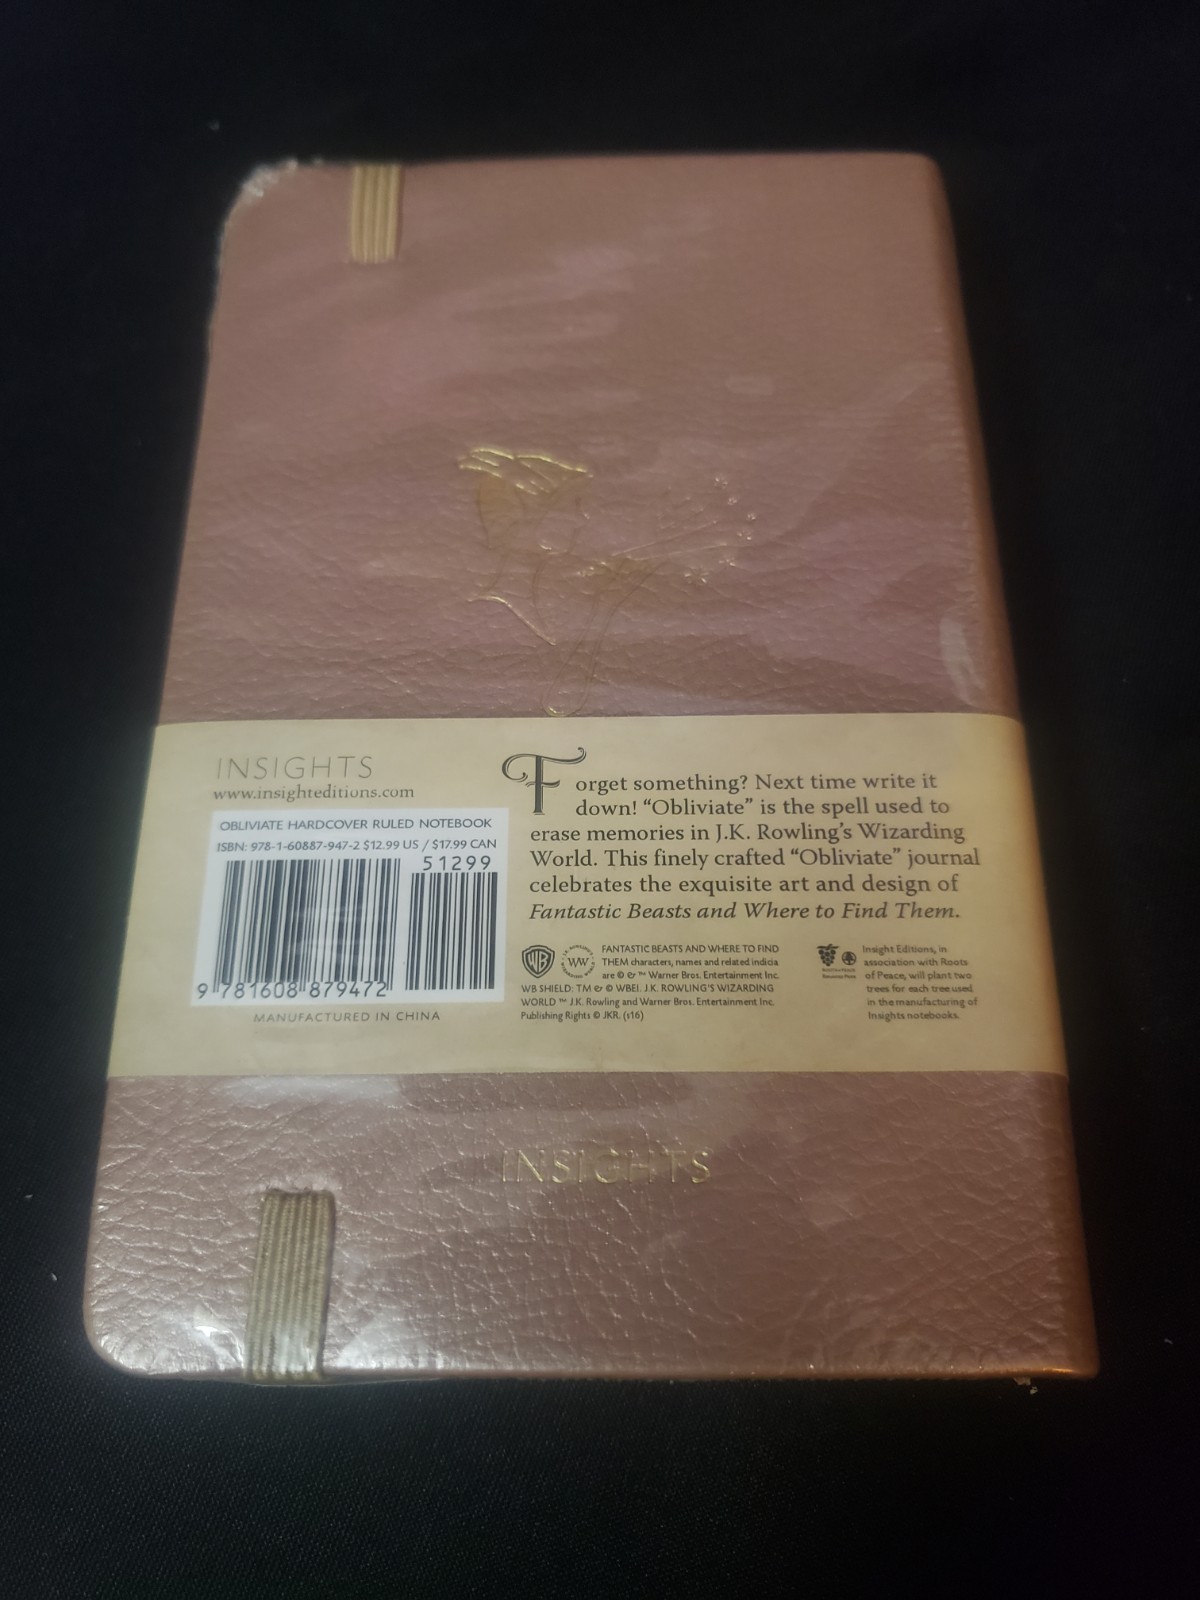 INSIGHTS
www.insighteditions.com
OBLIVIATE HARDCOVER RULED NOTEBOOK
ISBN: 978-1-60887-947-2 $12.99 US / $17.99 CAN
51299
9 781608 879472
MANUFACTURED IN CHINA
Forget something? Next time write it
down! “Obliviate” is the spell used to
erase memories in J.K. Rowling’s Wizarding
World. This finely crafted “Obliviate” journal
celebrates the exquisite art and design of
Fantastic Beasts and Where to Find Them.
WB
WW
FANTASTIC BEASTS AND WHERE TO FIND
THEM characters, names and related indicia
are © & ™ Warner Bros. Entertainment Inc.
WB SHIELD: TM & © WBEI. J.K. ROWLING'S WIZARDING
WORLD ™ J.K. Rowling and Warner Bros. Entertainment Inc.
Publishing Rights © JKR. (s16)
Insight Editions, in
association with Roots
of Peace, will plant two
trees for each tree used
in the manufacturing of
Insights notebooks.
INSIGHTS